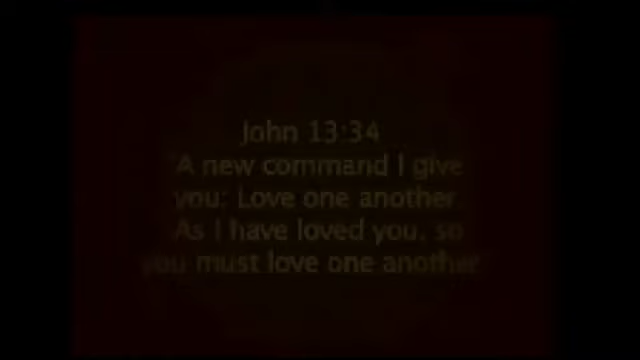 John 13:34
"A new command I give
you: Love one another.
As I have loved you, so
you must love one another."